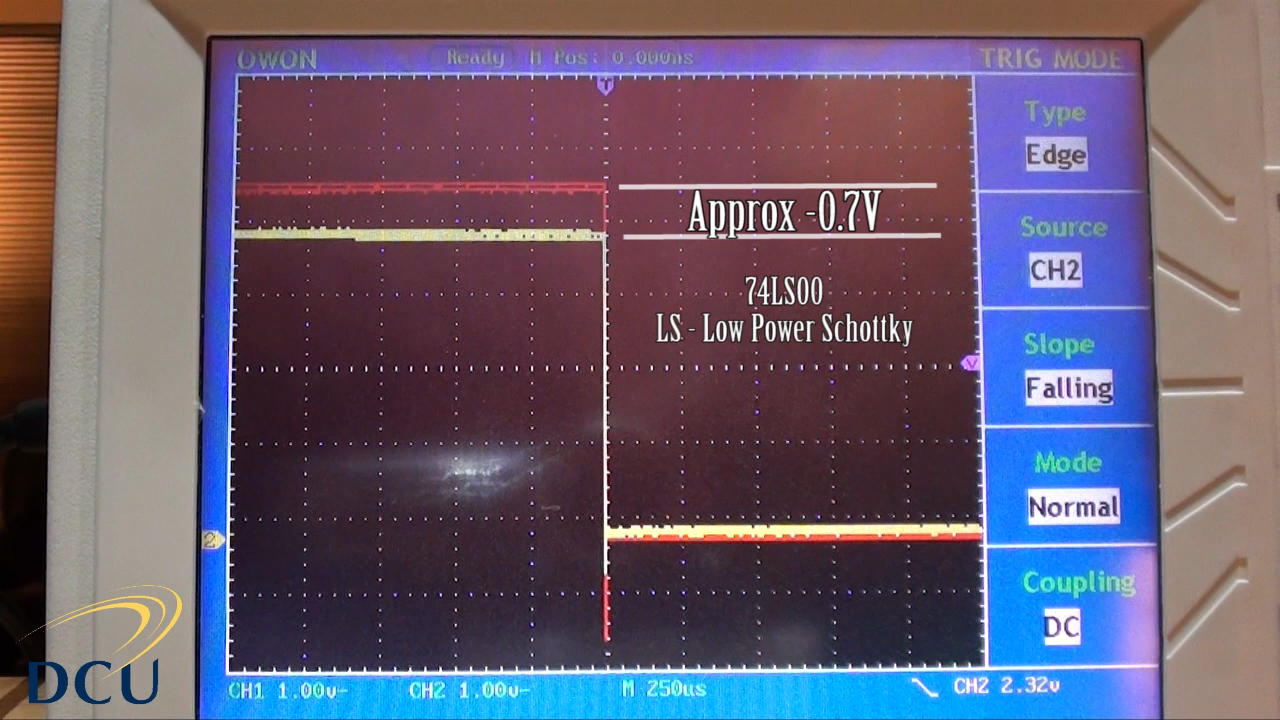 OWON Ready M Pos: 0.000ns TRIG MODE
T
Type
Edge
Approx -0.7V
Source
CH2
74LS00
LS - Low Power Schottky
Slope
Falling
Mode
Normal
Coupling
DC
DCU
CH1 1.00v- CH2 1.00v- M 250us CH2 2.32v